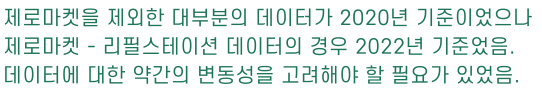 제로마켓을 제외한 대부분의 데이터가 2020년 기준이었으나
제로마켓 - 리필스테이션 데이터의 경우 2022년 기준었음.
데이터에 대한 약간의 변동성을 고려해야 할 필요가 있었음.